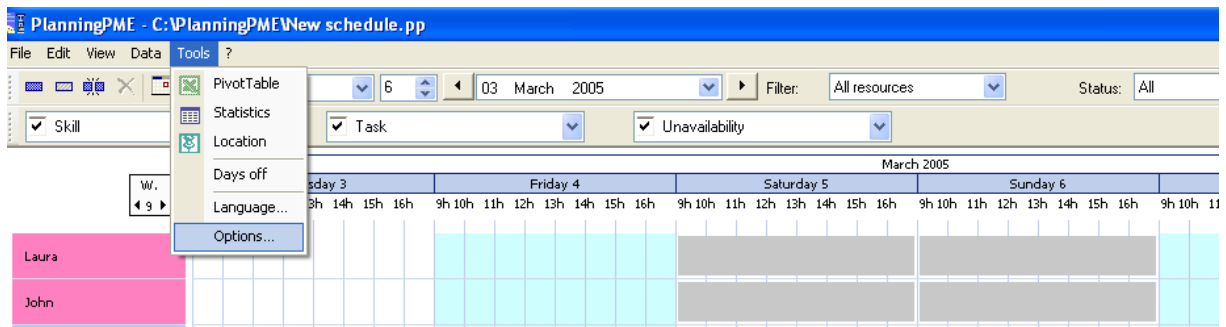 PlanningPME - C:\PlanningPME\New schedule.pp
File Edit View Data Tools ?
PivotTable
Statistics
Location
Days off
Language...
Options...
6 03 March 2005 Filter: All resources Status: All
Skill Task Unavailability
March 2005
W. sday 3 Friday 4 Saturday 5 Sunday 6
9 3h 14h 15h 16h 9h 10h 11h 12h 13h 14h 15h 16h 9h 10h 11h 12h 13h 14h 15h 16h 9h 10h 11h 12h 13h 14h 15h 16h 9h 10h 11
Laura
John